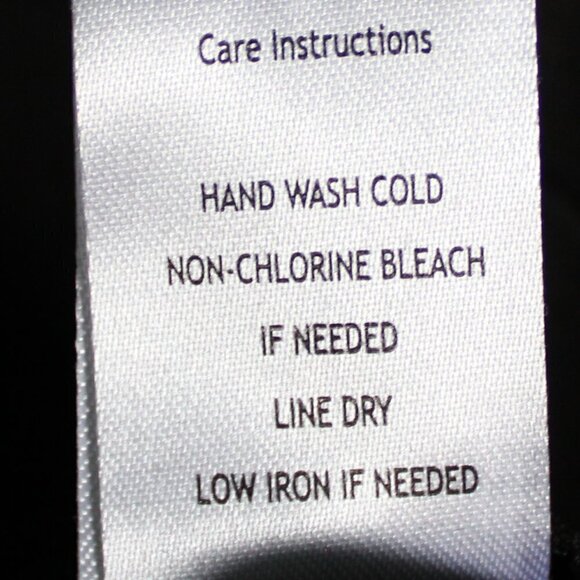 Care Instructions
HAND WASH COLD
NON-CHLORINE BLEACH
IF NEEDED
LINE DRY
LOW IRON IF NEEDED